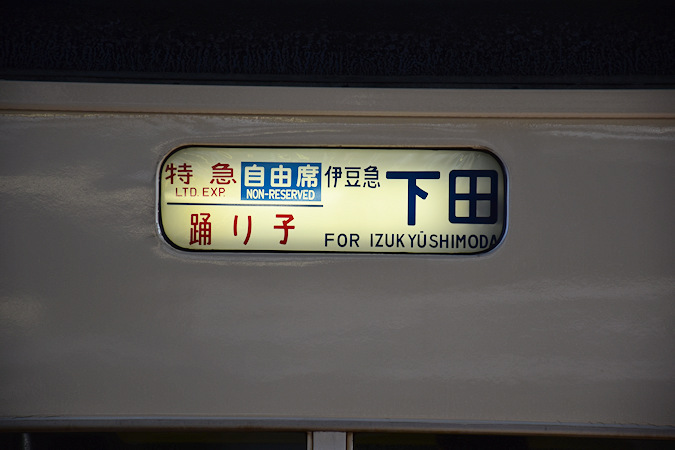 特急 自由席 伊豆急下田
LTD. EXP. NON-RESERVED
踊り子 FOR IZUKYŪSHIMODA